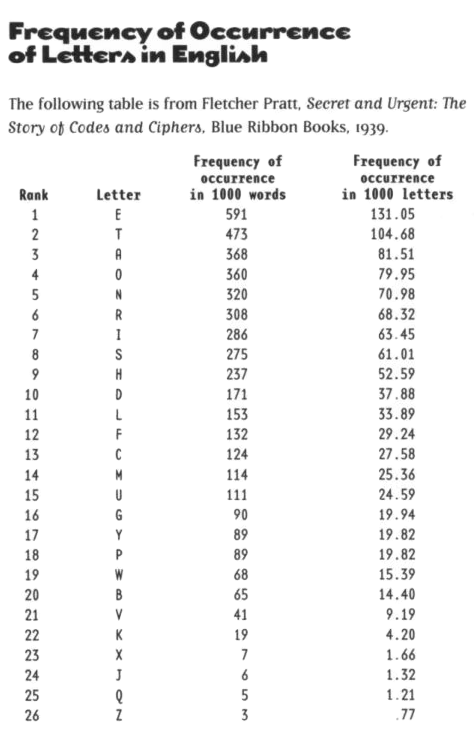 Frequency of Occurrence
of Letters in English
The following table is from Fletcher Pratt, Secret and Urgent: The
Story of Codes and Ciphers, Blue Ribbon Books, 1939.
Frequency of Frequency of
occurrence occurrence
Rank Letter in 1000 words in 1000 letters
1 E 591 131.05
2 T 473 104.68
3 A 368 81.51
4 O 360 79.95
5 N 320 70.98
6 R 308 68.32
7 I 286 63.45
8 S 275 61.01
9 H 237 52.59
10 D 171 37.88
11 L 153 33.89
12 F 132 29.24
13 C 124 27.58
14 M 114 25.36
15 U 111 24.59
16 G 90 19.94
17 Y 89 19.82
18 P 89 19.82
19 W 68 15.39
20 B 65 14.40
21 V 41 9.19
22 K 19 4.20
23 X 7 1.66
24 J 6 1.32
25 Q 5 1.21
26 Z 3 .77